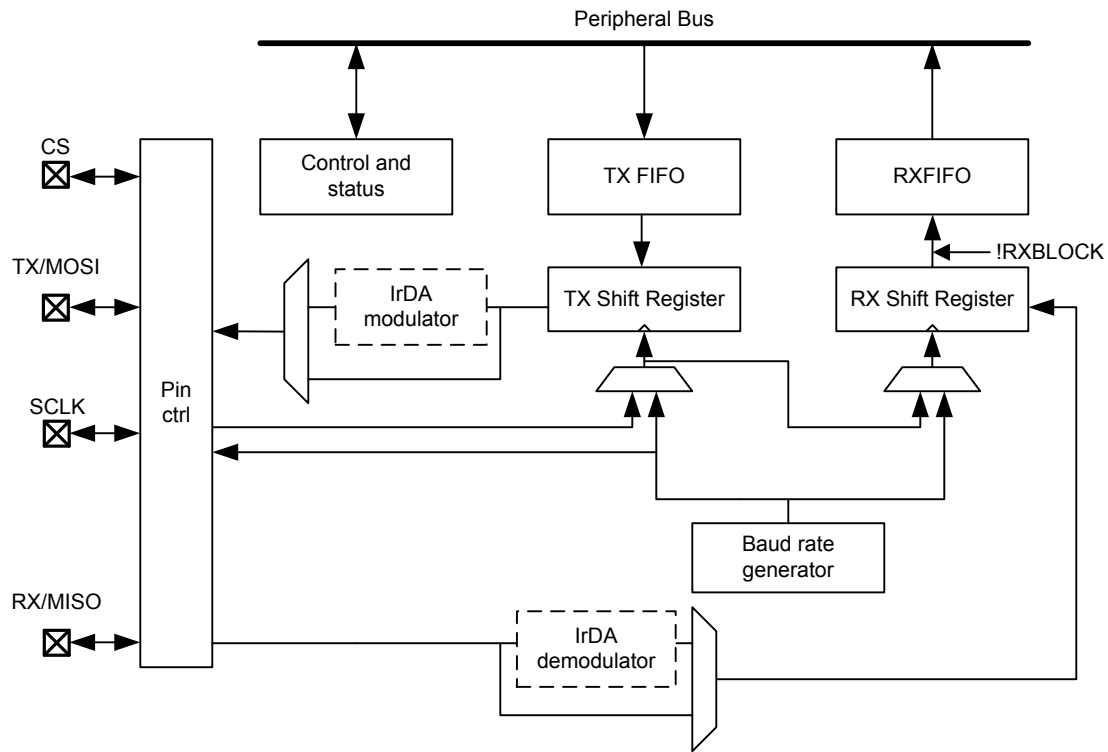 Peripheral Bus
CS
Control and
status
TX FIFO
RXFIFO
!RXBLOCK
TX/MOSI
IrDA
modulator
TX Shift Register
RX Shift Register
Pin
ctrl
SCLK
Baud rate
generator
RX/MISO
IrDA
demodulator